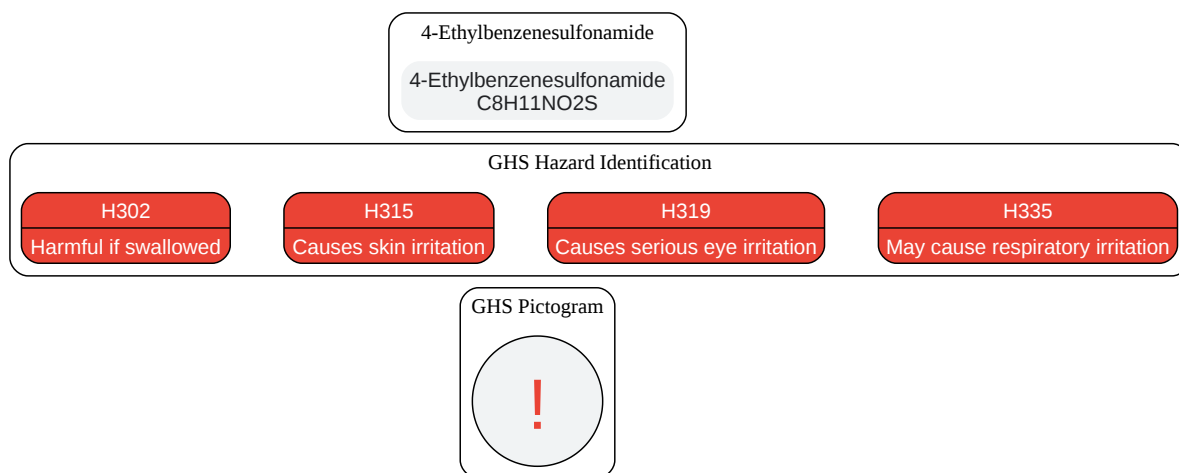 4-Ethylbenzenesulfonamide
4-Ethylbenzenesulfonamide
C8H11NO2S
GHS Hazard Identification
H302
Harmful if swallowed
H315
Causes skin irritation
H319
Causes serious eye irritation
H335
May cause respiratory irritation
GHS Pictogram
!